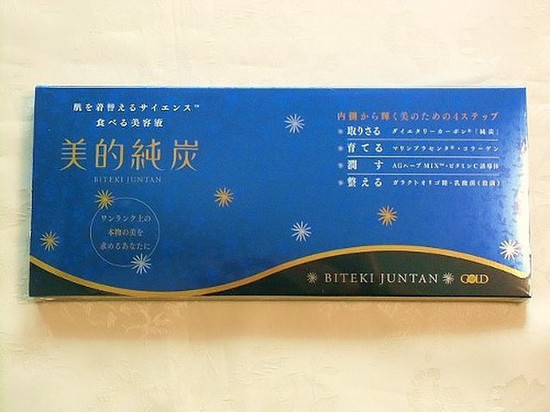 肌を着替えるサイエンス™
食べる美容液
美的純炭
BITEKI JUNTAN
ワンランク上の
本物の美を
求めるあなたに
内側から輝く美のための4ステップ
取りさる ダイエタリーカーボン®「純炭」
育てる マリンプラセンタ®・コラーゲン
潤す AGハーブMIX™・ビタミンC誘導体
整える ガラクトオリゴ糖・乳酸菌(殺菌)
BITEKI JUNTAN GOLD